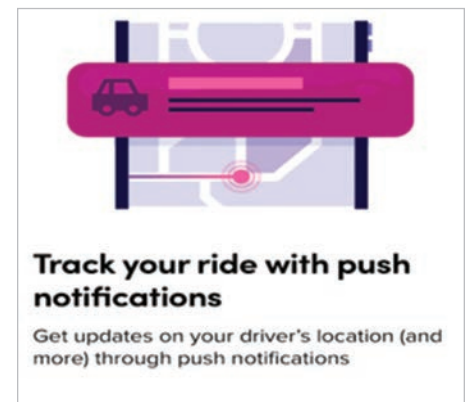 Track your ride with push
notifications
Get updates on your driver's location (and
more) through push notifications